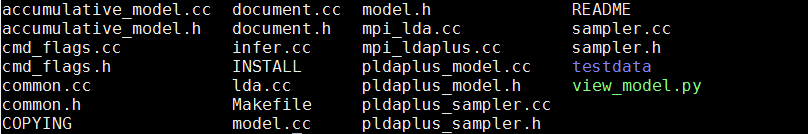 accumulative_model.cc document.cc model.h README
accumulative_model.h document.h mpi_lda.cc sampler.cc
cmd_flags.cc infer.cc mpi_ldaplus.cc sampler.h
cmd_flags.h INSTALL pldaplus_model.cc testdata
common.cc lda.cc pldaplus_model.h view_model.py
common.h Makefile pldaplus_sampler.cc
COPYING model.cc pldaplus_sampler.h